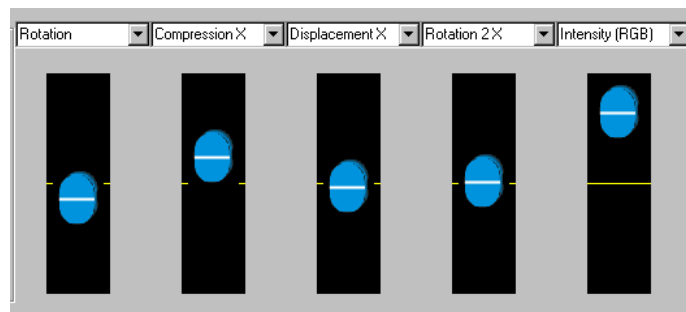 Rotation
Compression X
Displacement X
Rotation 2 X
Intensity (RGB)